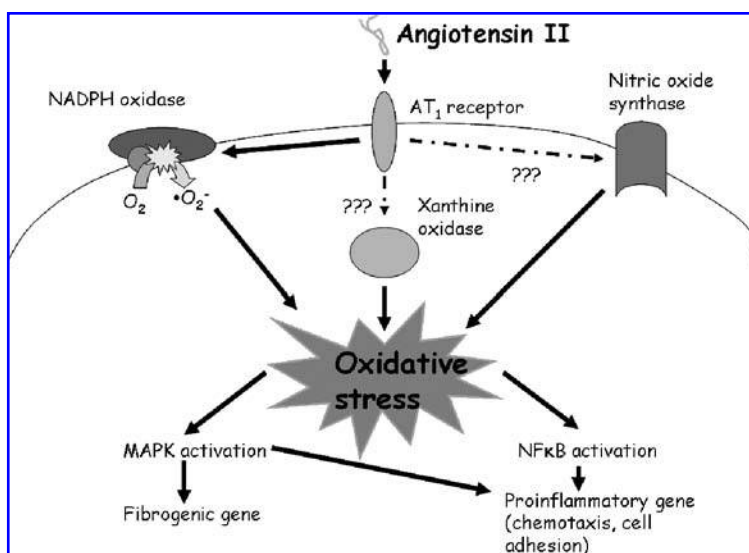 Angiotensin II
NADPH oxidase
AT1 receptor
Nitric oxide
synthase
???
O2
•O2-
???
Xanthine
oxidase
Oxidative
stress
MAPK activation
NFκB activation
Fibrogenic gene
Proinflammatory gene
(chemotaxis, cell
adhesion)